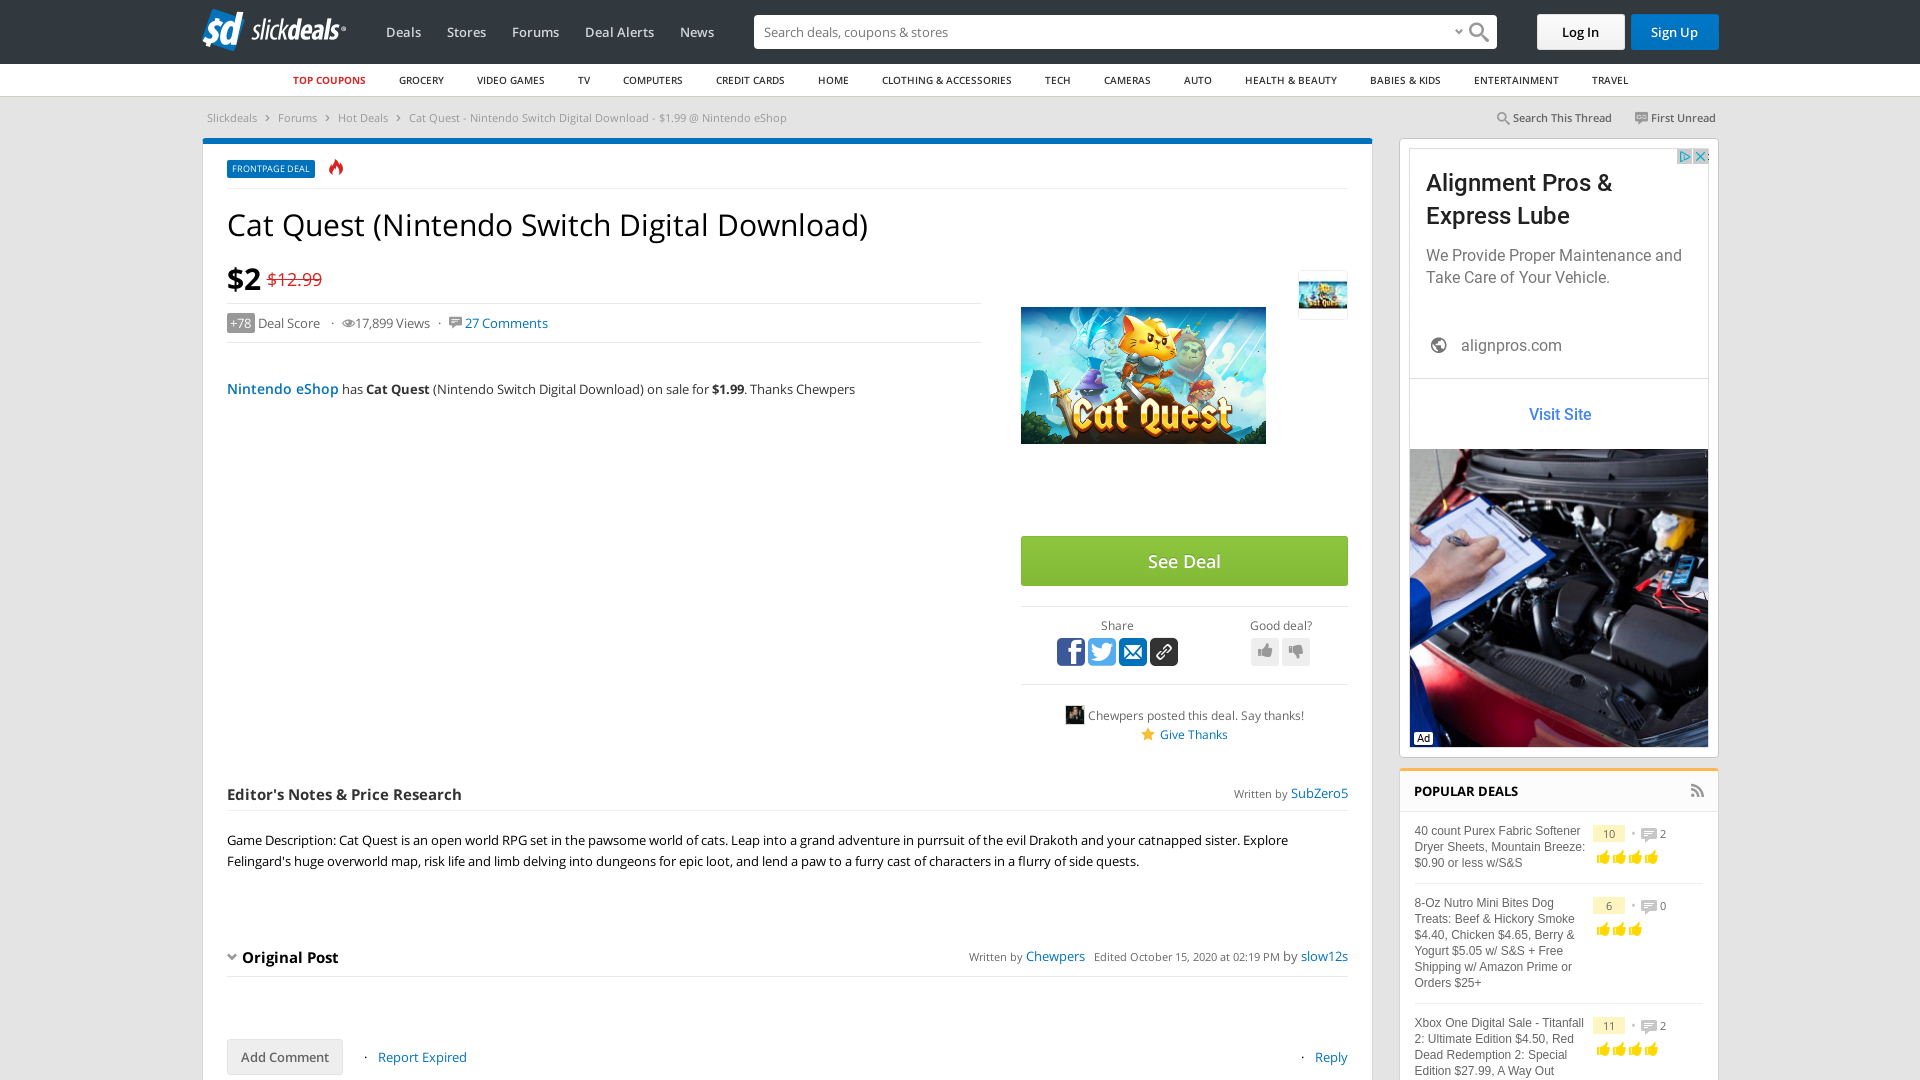 slickdeals
Deals
Stores
Forums
Deal Alerts
News
Search deals, coupons & stores
Log In
Sign Up
TOP COUPONS
GROCERY
VIDEO GAMES
TV
COMPUTERS
CREDIT CARDS
HOME
CLOTHING & ACCESSORIES
TECH
CAMERAS
AUTO
HEALTH & BEAUTY
BABIES & KIDS
ENTERTAINMENT
TRAVEL
Slickdeals > Forums > Hot Deals > Cat Quest - Nintendo Switch Digital Download - $1.99 @ Nintendo eShop
Search This Thread
First Unread
FRONTPAGE DEAL
Cat Quest (Nintendo Switch Digital Download)
$2 $12.99
+78 Deal Score · 17,899 Views · 27 Comments
Nintendo eShop has Cat Quest (Nintendo Switch Digital Download) on sale for $1.99. Thanks Chewpers
Cat Quest
See Deal
Share
Good deal?
Chewpers posted this deal. Say thanks!
Give Thanks
Editor's Notes & Price Research
Written by SubZero5
Game Description: Cat Quest is an open world RPG set in the pawsome world of cats. Leap into a grand adventure in purrsuit of the evil Drakoth and your catnapped sister. Explore
Felingard's huge overworld map, risk life and limb delving into dungeons for epic loot, and lend a paw to a furry cast of characters in a flurry of side quests.
Original Post
Written by Chewpers Edited October 15, 2020 at 02:19 PM by slow12s
Add Comment
· Report Expired
· Reply
Alignment Pros &
Express Lube
We Provide Proper Maintenance and
Take Care of Your Vehicle.
alignpros.com
Visit Site
Ad
POPULAR DEALS
40 count Purex Fabric Softener
Dryer Sheets, Mountain Breeze:
$0.90 or less w/S&S
10 • 2
8-Oz Nutro Mini Bites Dog
Treats: Beef & Hickory Smoke
$4.40, Chicken $4.65, Berry &
Yogurt $5.05 w/ S&S + Free
Shipping w/ Amazon Prime or
Orders $25+
6 • 0
Xbox One Digital Sale - Titanfall
2: Ultimate Edition $4.50, Red
Dead Redemption 2: Special
Edition $27.99, A Way Out
11 • 2